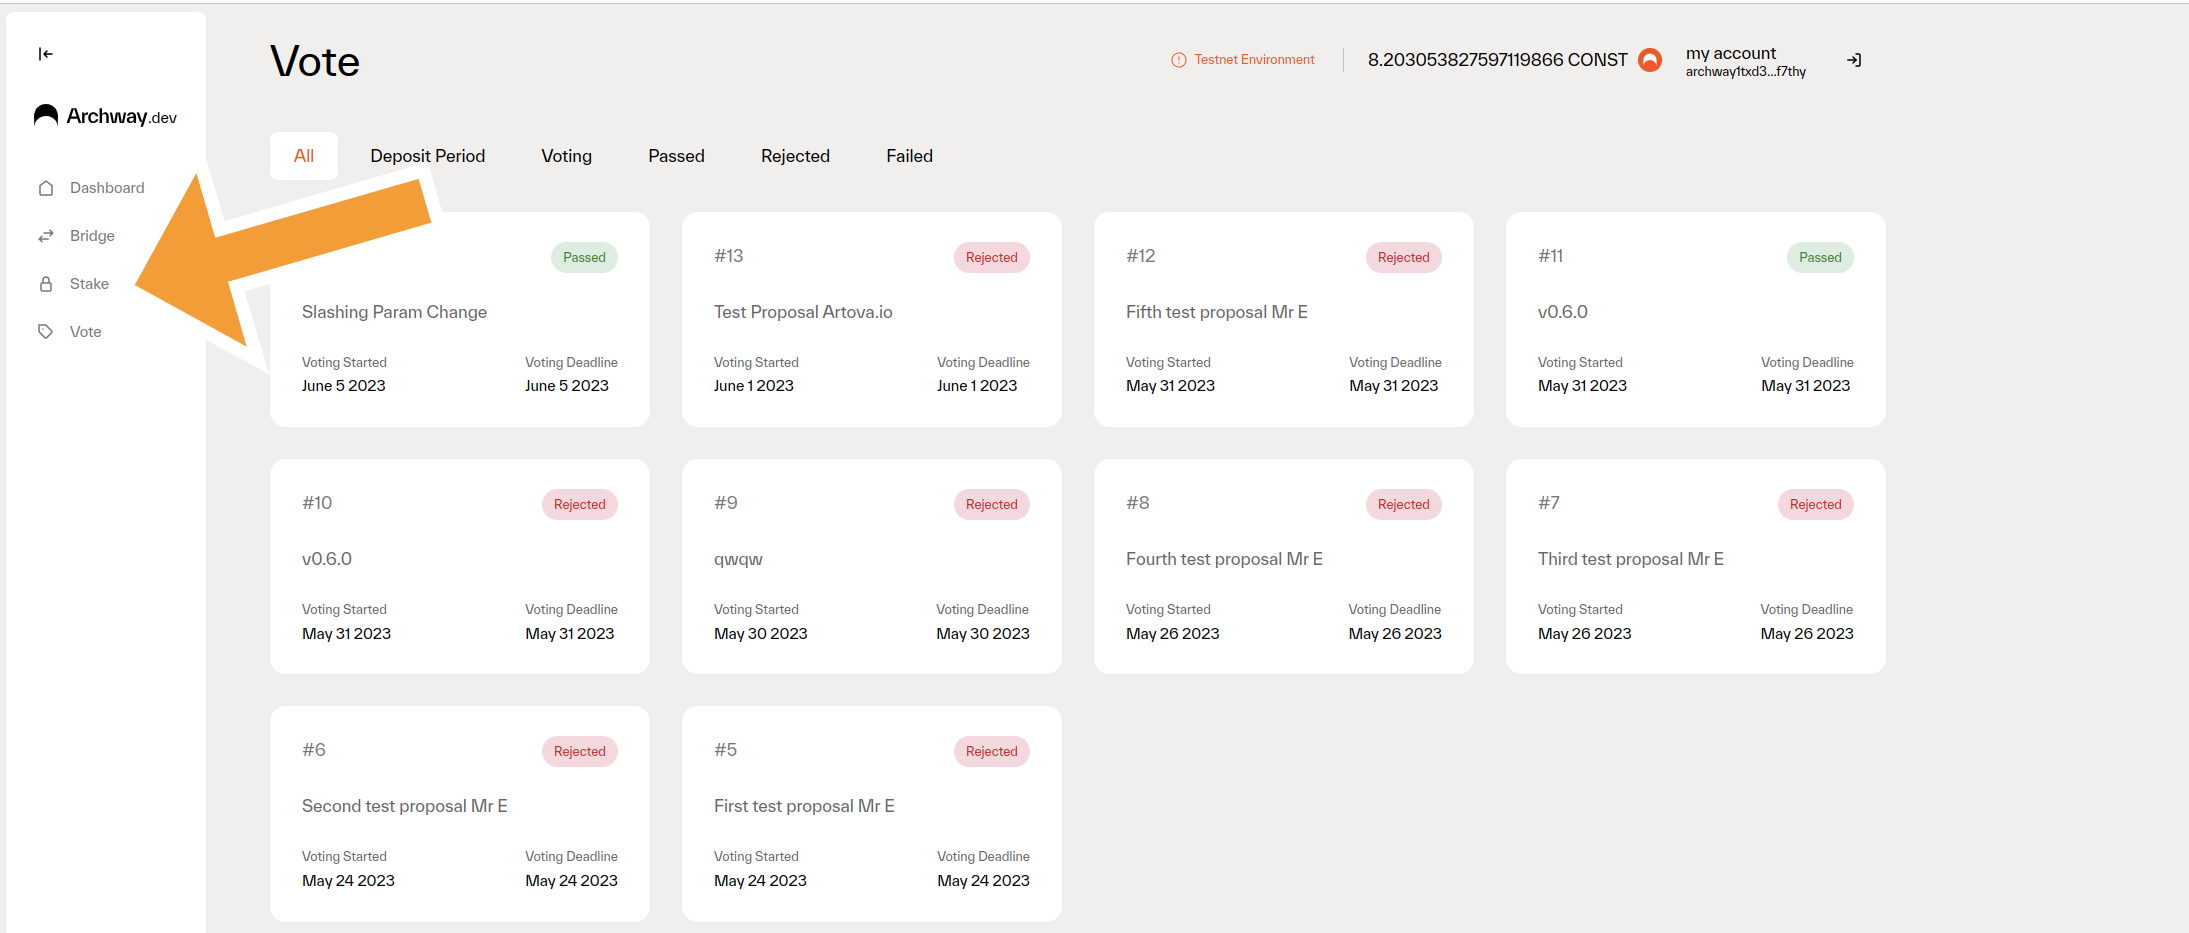 Vote
Testnet Environment
8.203053827597119866 CONST
my account
archway1txd3...f7thy
Archway.dev
Dashboard
Bridge
Stake
Vote
All Deposit Period Voting Passed Rejected Failed
Passed
Slashing Param Change
Voting Started Voting Deadline
June 5 2023 June 5 2023
#13 Rejected
Test Proposal Artova.io
Voting Started Voting Deadline
June 1 2023 June 1 2023
#12 Rejected
Fifth test proposal Mr E
Voting Started Voting Deadline
May 31 2023 May 31 2023
#11 Passed
v0.6.0
Voting Started Voting Deadline
May 31 2023 May 31 2023
#10 Rejected
v0.6.0
Voting Started Voting Deadline
May 31 2023 May 31 2023
#9 Rejected
qwqw
Voting Started Voting Deadline
May 30 2023 May 30 2023
#8 Rejected
Fourth test proposal Mr E
Voting Started Voting Deadline
May 26 2023 May 26 2023
#7 Rejected
Third test proposal Mr E
Voting Started Voting Deadline
May 26 2023 May 26 2023
#6 Rejected
Second test proposal Mr E
Voting Started Voting Deadline
May 24 2023 May 24 2023
#5 Rejected
First test proposal Mr E
Voting Started Voting Deadline
May 24 2023 May 24 2023